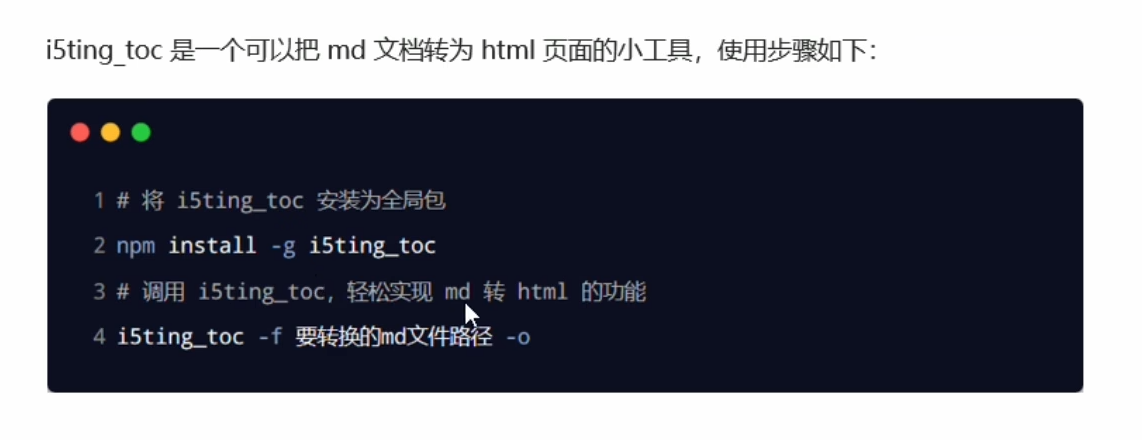 i5ting_toc 是一个可以把 md 文档转为 html 页面的小工具，使用步骤如下：
1 # 将 i5ting_toc 安装为全局包
2 npm install -g i5ting_toc
3 # 调用 i5ting_toc，轻松实现 md 转 html 的功能
4 i5ting_toc -f 要转换的md文件路径 -o